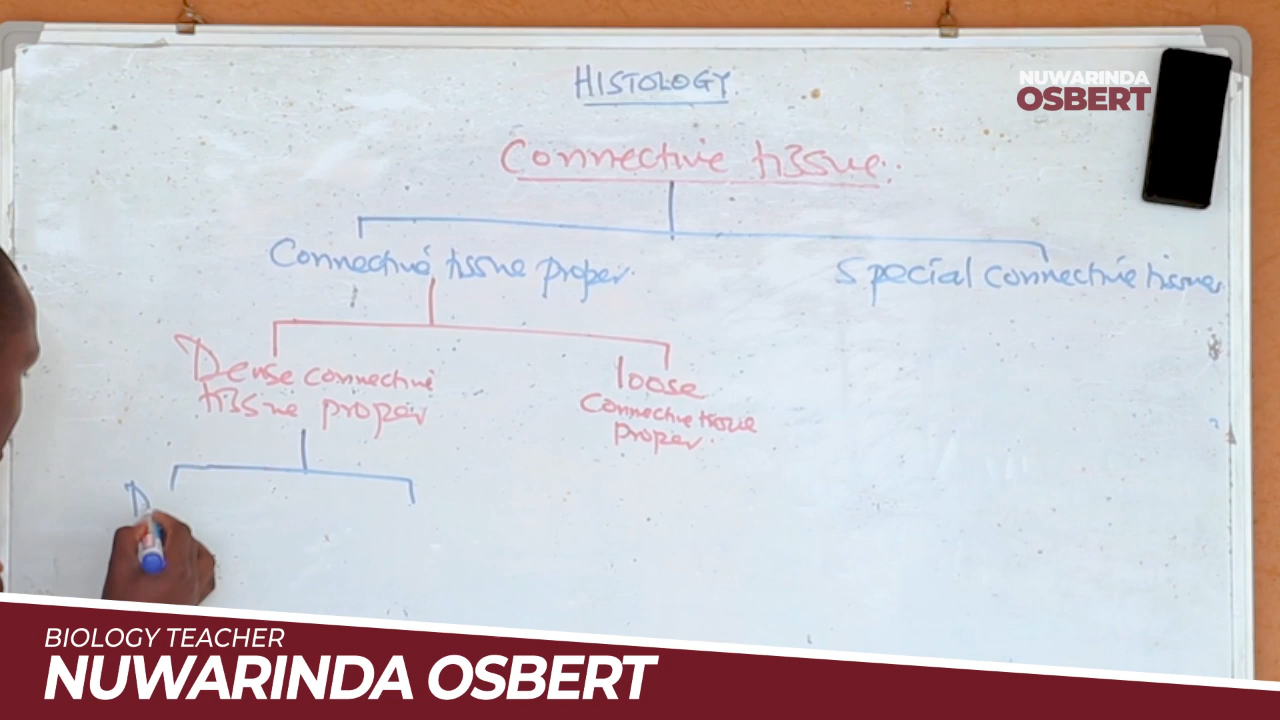 HISTOLOGY
NUWARINDA
OSBERT
Connective tissue
Connective tissue proper
Special connective tissues
Dense connective
tissue proper
loose
Connective tissue
proper
D
BIOLOGY TEACHER
NUWARINDA OSBERT